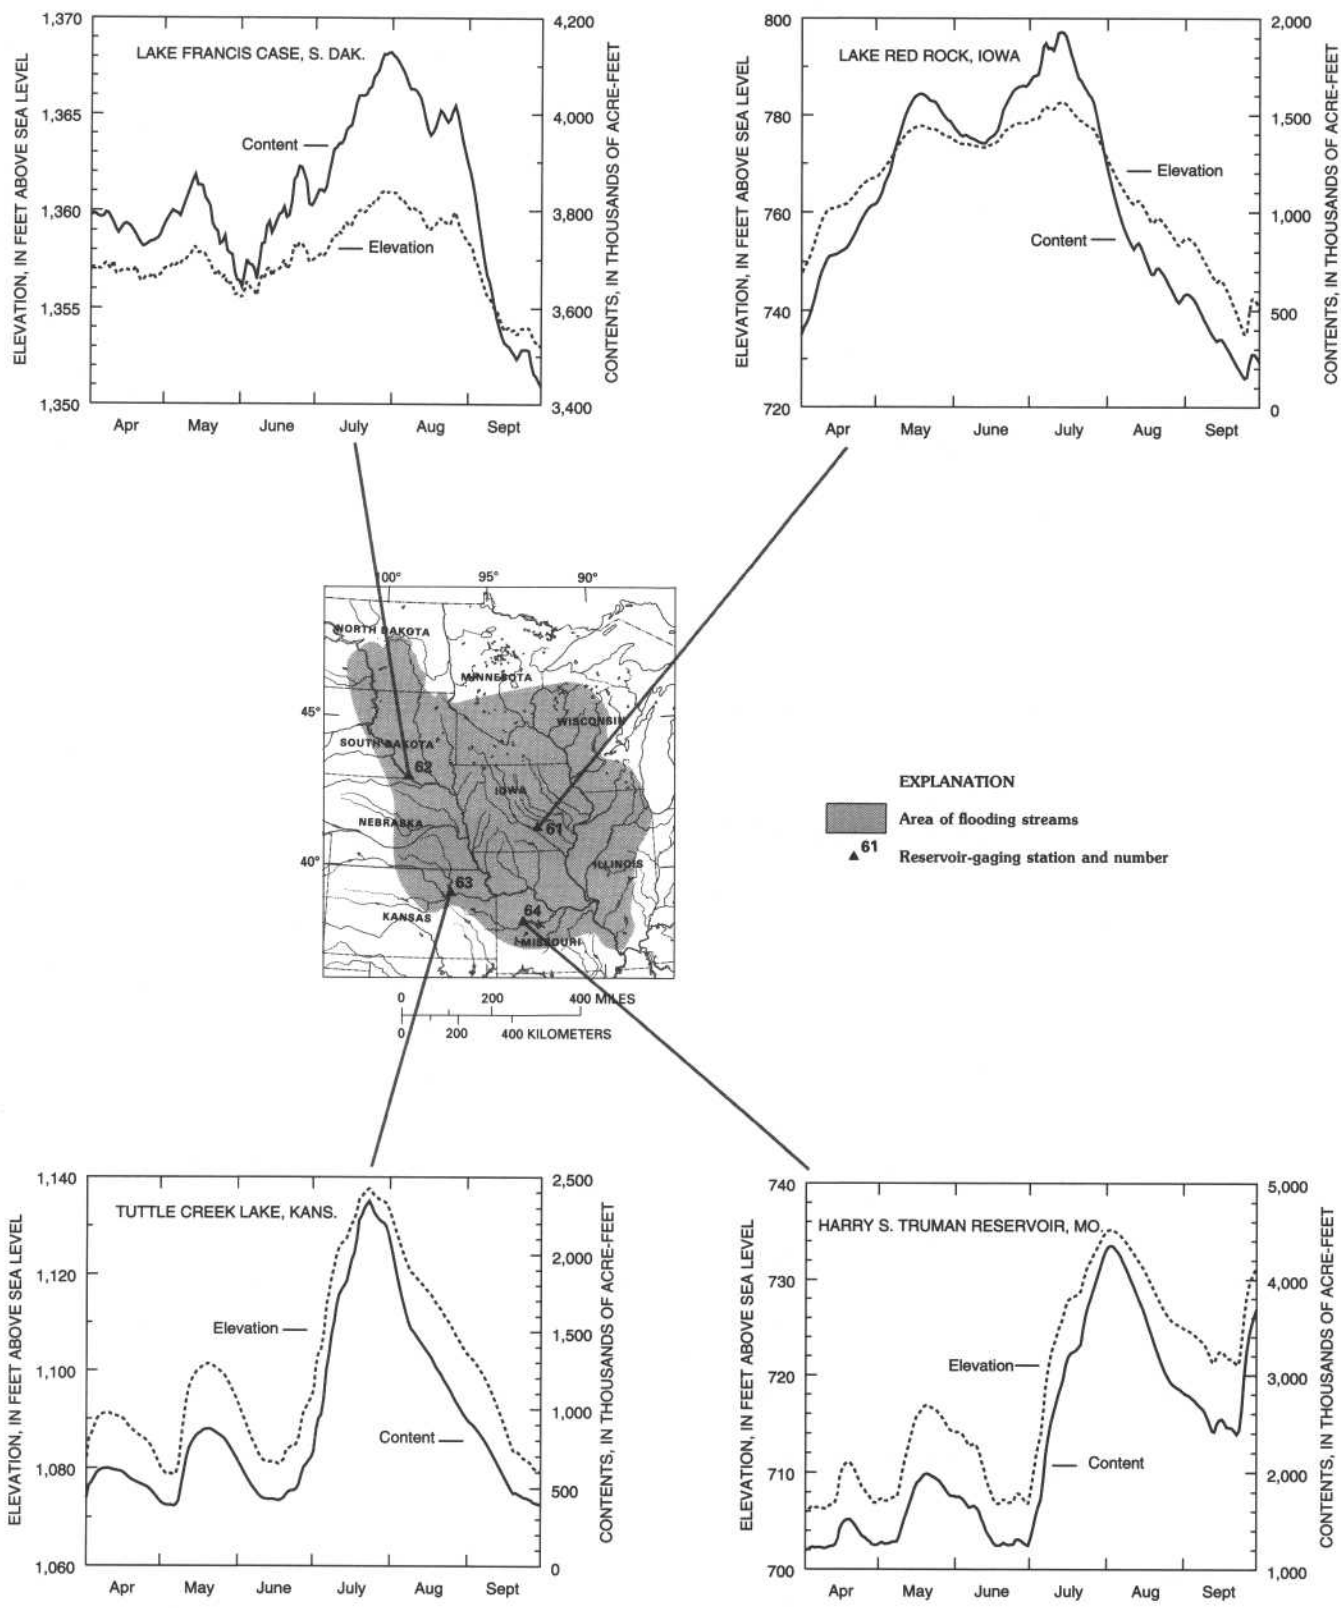 LAKE FRANCIS CASE, S. DAK.
ELEVATION, IN FEET ABOVE SEA LEVEL
1,370
1,365
1,360
1,355
1,350
Content
Elevation
4,200
4,000
3,800
3,600
3,400
CONTENTS, IN THOUSANDS OF ACRE-FEET
Apr May June July Aug Sept
LAKE RED ROCK, IOWA
ELEVATION, IN FEET ABOVE SEA LEVEL
800
780
760
740
720
Elevation
Content
2,000
1,500
1,000
500
0
CONTENTS, IN THOUSANDS OF ACRE-FEET
Apr May June July Aug Sept
100° 95° 90°
45°
40°
NORTH DAKOTA
MINNESOTA
WISCONSIN
SOUTH DAKOTA
62
IOWA
NEBRASKA
61
ILLINOIS
63
KANSAS
64
MISSOURI
0 200 400 MILES
0 200 400 KILOMETERS
EXPLANATION
Area of flooding streams
61 Reservoir-gaging station and number
TUTTLE CREEK LAKE, KANS.
ELEVATION, IN FEET ABOVE SEA LEVEL
1,140
1,120
1,100
1,080
1,060
Elevation
Content
2,500
2,000
1,500
1,000
500
0
CONTENTS, IN THOUSANDS OF ACRE-FEET
Apr May June July Aug Sept
HARRY S. TRUMAN RESERVOIR, MO.
ELEVATION, IN FEET ABOVE SEA LEVEL
740
730
720
710
700
Elevation
Content
5,000
4,000
3,000
2,000
1,000
CONTENTS, IN THOUSANDS OF ACRE-FEET
Apr May June July Aug Sept